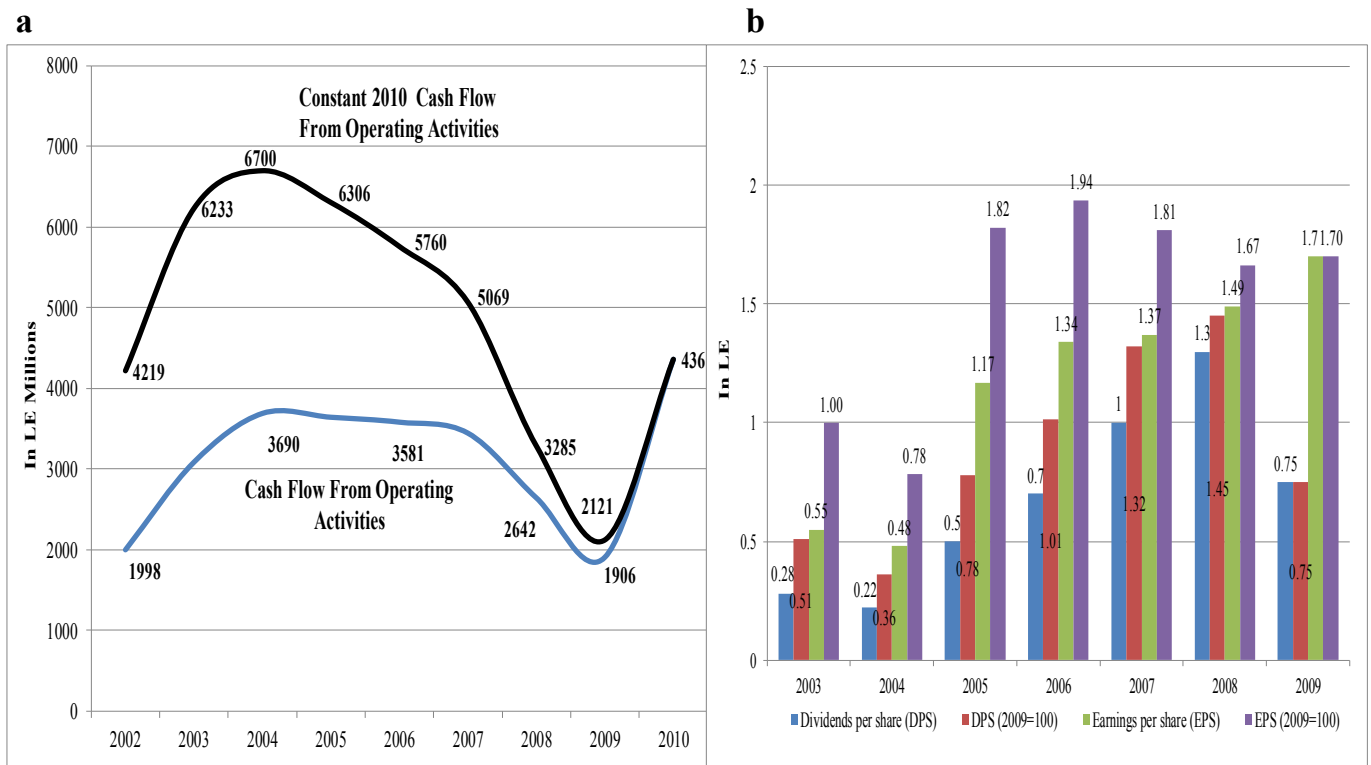 a
b
In LE Millions
8000
7000
6000
5000
4000
3000
2000
1000
0
Constant 2010 Cash Flow
From Operating Activities
4219
6233
6700
6306
5760
5069
3285
2121
436
1998
3690
3581
2642
1906
Cash Flow From Operating
Activities
2002 2003 2004 2005 2006 2007 2008 2009 2010
In LE
2.5
2
1.5
1
0.5
0
0.28 0.51 0.55 1.00
0.22 0.36 0.48 0.78
0.5 0.78 1.17 1.82
0.7 1.01 1.34 1.94
1 1.32 1.37 1.81
1.3 1.45 1.49 1.67
0.75 0.75 1.71 1.70
2003 2004 2005 2006 2007 2008 2009
Dividends per share (DPS) DPS (2009=100) Earnings per share (EPS) EPS (2009=100)